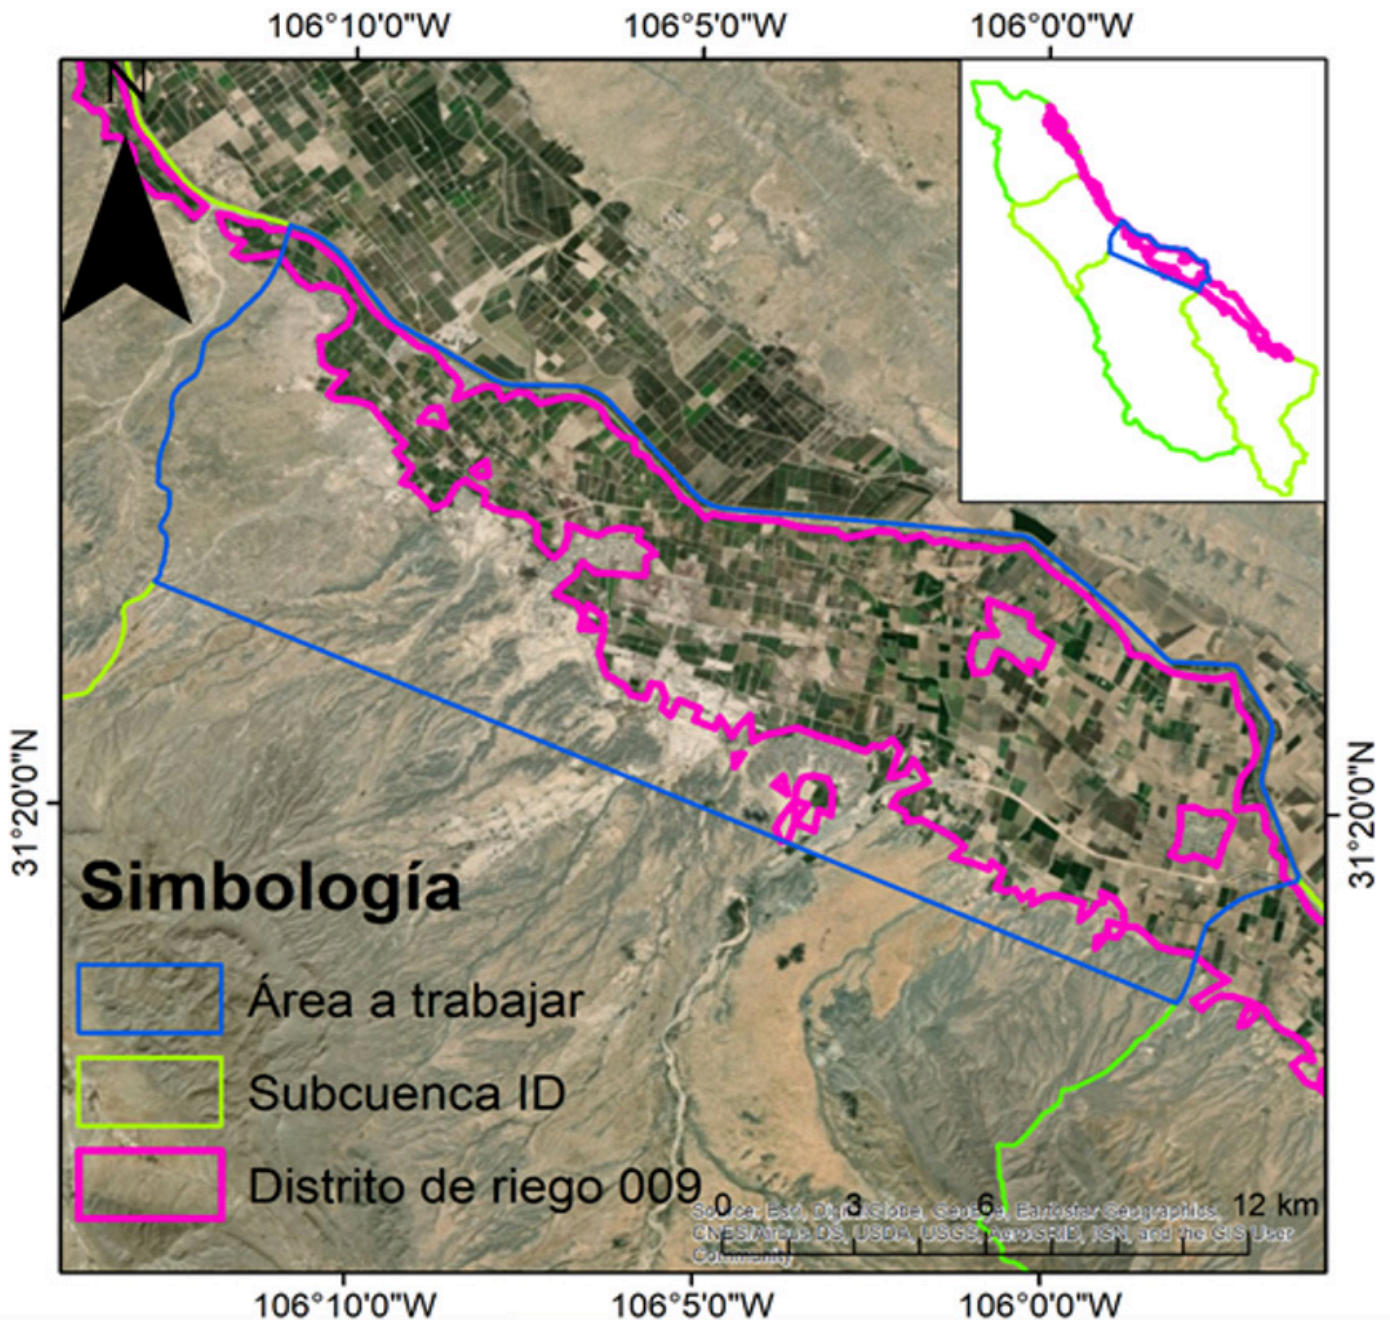 106°10'0"W 106°5'0"W 106°0'0"W
N
31°20'0"N
31°20'0"N
Simbología
Área a trabajar
Subcuenca ID
Distrito de riego 009
0 3 6 12 km
Source: Esri, DigitalGlobe, GeoEye, Earthstar Geographics,
CNES/Airbus DS, USDA, USGS, AeroGRID, IGN, and the GIS User
Community
106°10'0"W 106°5'0"W 106°0'0"W